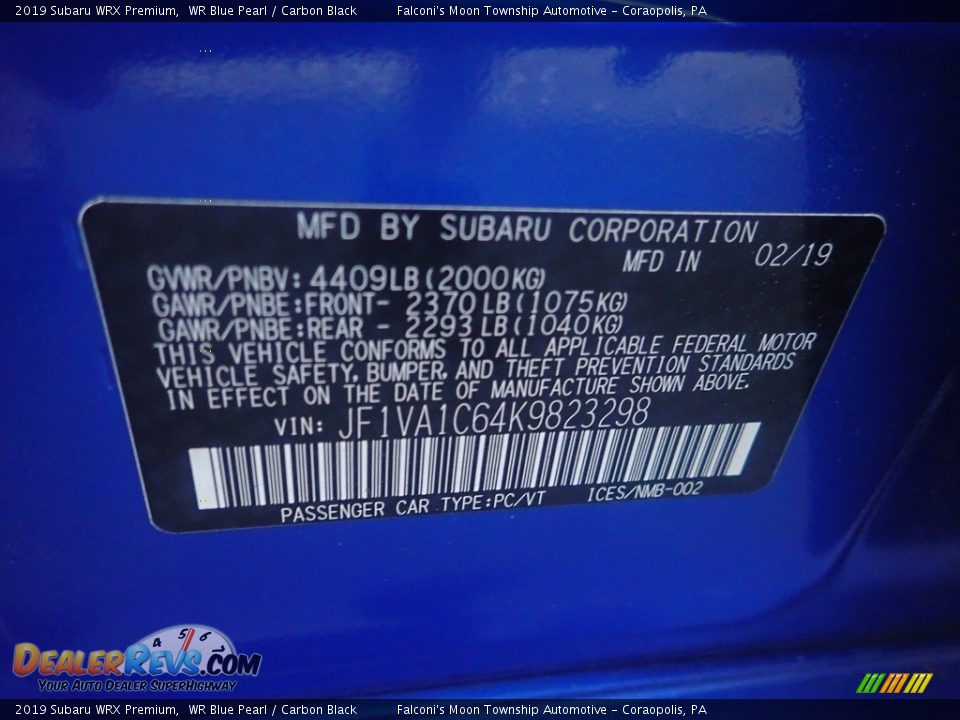 2019 Subaru WRX Premium, WR Blue Pearl / Carbon Black Falconi's Moon Township Automotive - Coraopolis, PA
MFD BY SUBARU CORPORATION
MFD IN 02/19
GVWR/PNBV: 4409LB (2000KG)
GAWR/PNBE:FRONT- 2370LB (1075KG)
GAWR/PNBE:REAR - 2293LB (1040KG)
THIS VEHICLE CONFORMS TO ALL APPLICABLE FEDERAL MOTOR
VEHICLE SAFETY, BUMPER, AND THEFT PREVENTION STANDARDS
IN EFFECT ON THE DATE OF MANUFACTURE SHOWN ABOVE.
VIN: JF1VA1C64K9823298
PASSENGER CAR TYPE:PC/VT ICES/NMB-002
4 5 6
DealerRevs.com
Your Auto Dealer SuperHighway
2019 Subaru WRX Premium, WR Blue Pearl / Carbon Black Falconi's Moon Township Automotive - Coraopolis, PA